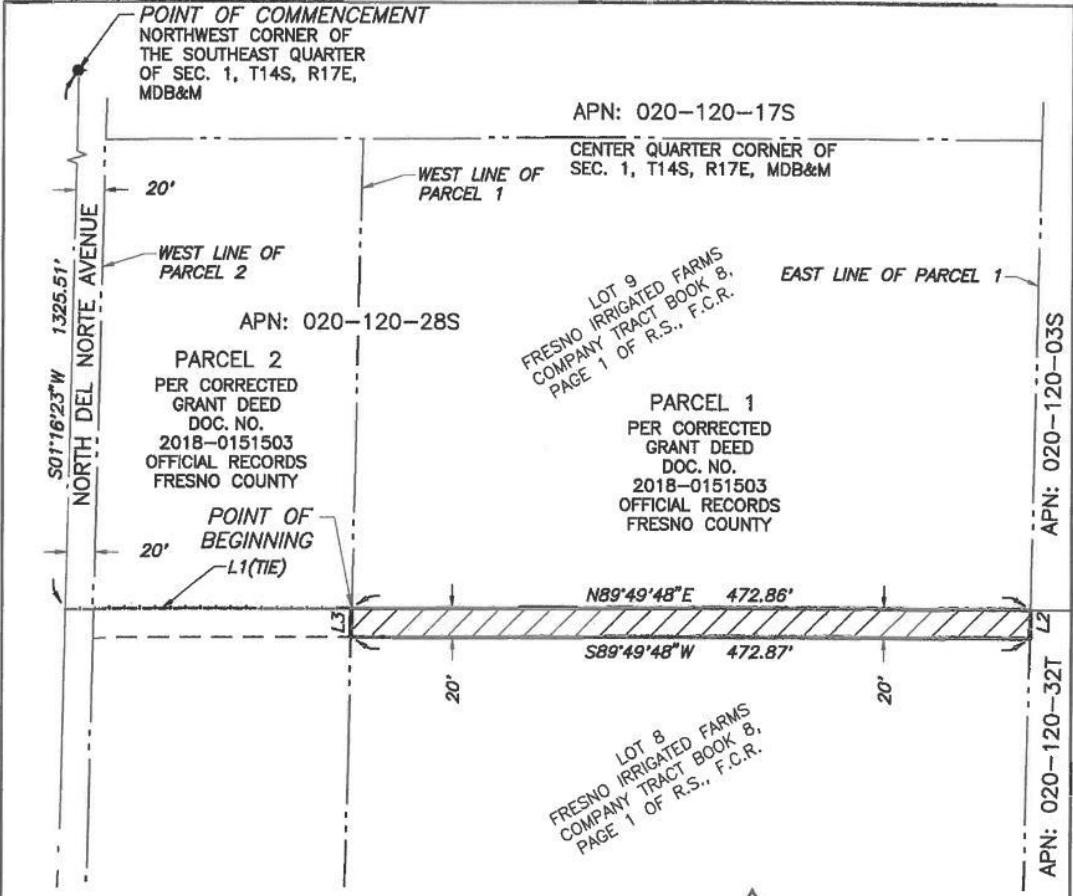 POINT OF COMMENCEMENT
NORTHWEST CORNER OF
THE SOUTHEAST QUARTER
OF SEC. 1, T14S, R17E,
MDB&M
APN: 020-120-17S
CENTER QUARTER CORNER OF
SEC. 1, T14S, R17E, MDB&M
WEST LINE OF
PARCEL 1
20'
WEST LINE OF
PARCEL 2
S01°16'23"W 1325.51'
NORTH DEL NORTE AVENUE
LOT 9
FRESNO IRRIGATED FARMS
COMPANY TRACT BOOK 8,
PAGE 1 OF R.S., F.C.R.
EAST LINE OF PARCEL 1
APN: 020-120-28S
PARCEL 2
PER CORRECTED
GRANT DEED
DOC. NO.
2018-0151503
OFFICIAL RECORDS
FRESNO COUNTY
PARCEL 1
PER CORRECTED
GRANT DEED
DOC. NO.
2018-0151503
OFFICIAL RECORDS
FRESNO COUNTY
APN: 020-120-03S
POINT OF
BEGINNING
20'
L1(TIE)
N89°49'48"E 472.86'
L3
L2
S89°49'48"W 472.87'
20'
20'
LOT 8
FRESNO IRRIGATED FARMS
COMPANY TRACT BOOK 8,
PAGE 1 OF R.S., F.C.R.
APN: 020-120-32T